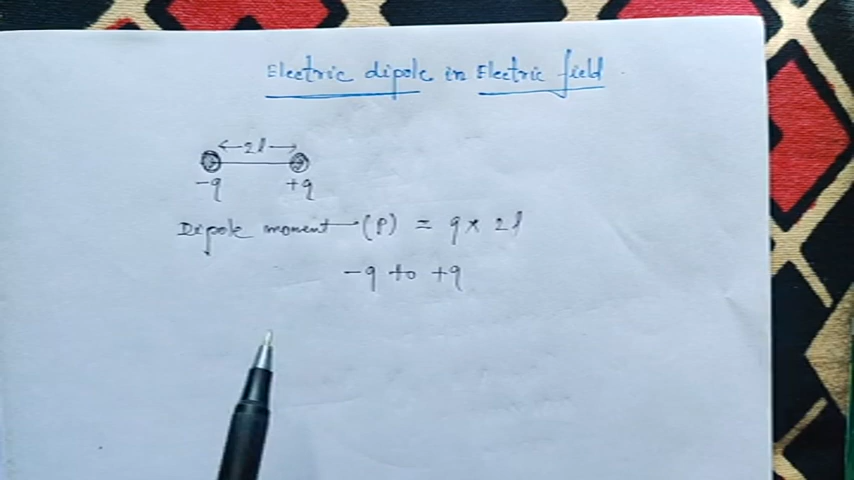 Electric dipole in Electric field.
←2l→
-q +q
Dipole moment → (P) = q × 2l
-q to +q